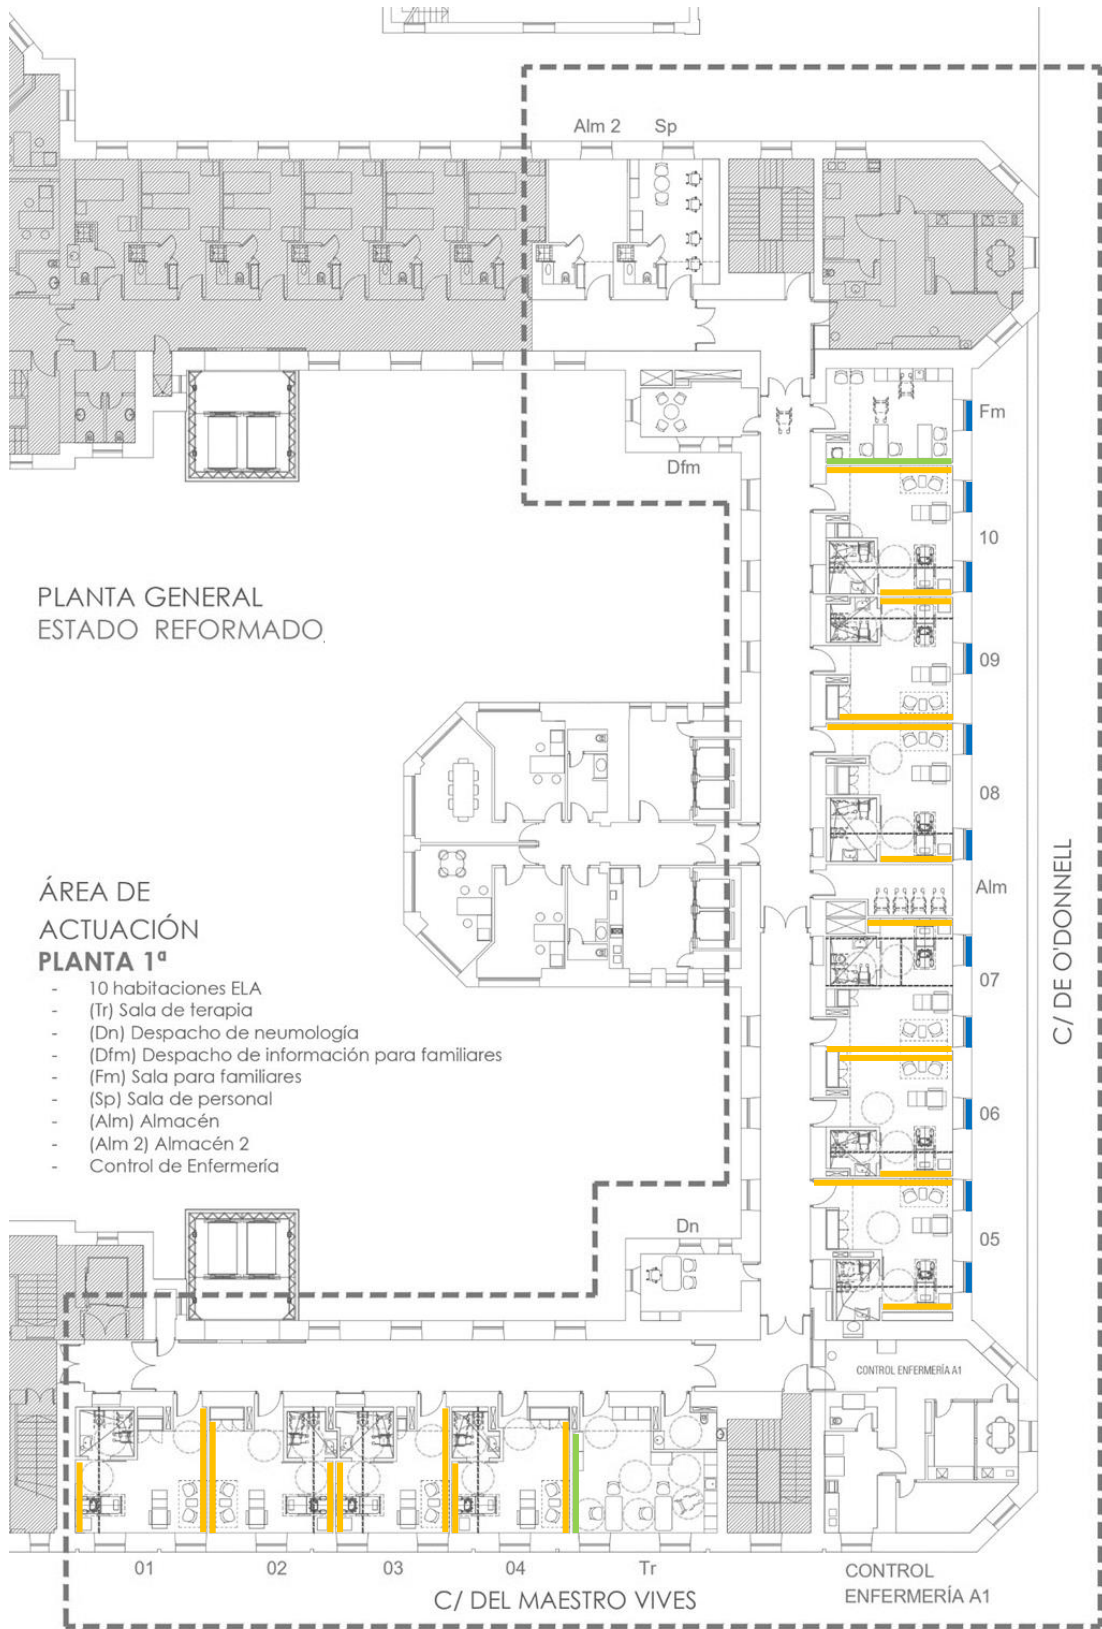 Alm 2
Sp
Fm
Dfm
10
PLANTA GENERAL
ESTADO REFORMADO
09
08
C/ DE O'DONNELL
Alm
ÁREA DE
ACTUACIÓN
PLANTA 1ª
- 10 habitaciones ELA
- (Tr) Sala de terapia
- (Dn) Despacho de neumología
- (Dfm) Despacho de información para familiares
- (Fm) Sala para familiares
- (Sp) Sala de personal
- (Alm) Almacén
- (Alm 2) Almacén 2
- Control de Enfermería
07
06
05
Dn
CONTROL ENFERMERÍA A1
01
02
03
04
Tr
C/ DEL MAESTRO VIVES
CONTROL
ENFERMERÍA A1